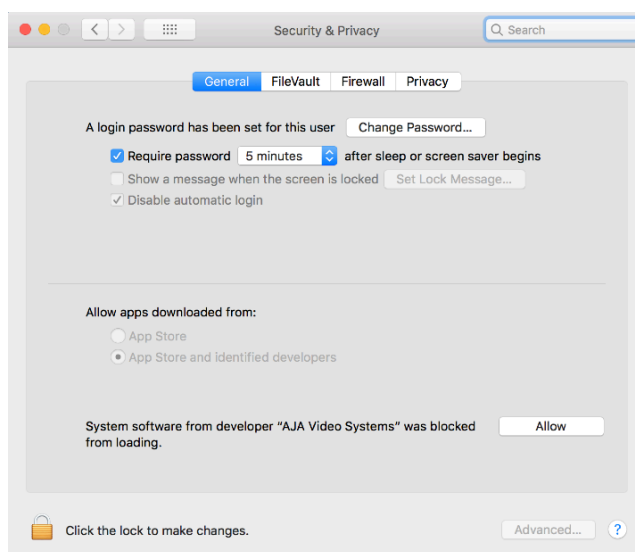 Security & Privacy
Search
General FileVault Firewall Privacy
A login password has been set for this user Change Password...
Require password 5 minutes after sleep or screen saver begins
Show a message when the screen is locked Set Lock Message...
Disable automatic login
Allow apps downloaded from:
App Store
App Store and identified developers
System software from developer "AJA Video Systems" was blocked Allow
from loading.
Click the lock to make changes. Advanced... ?